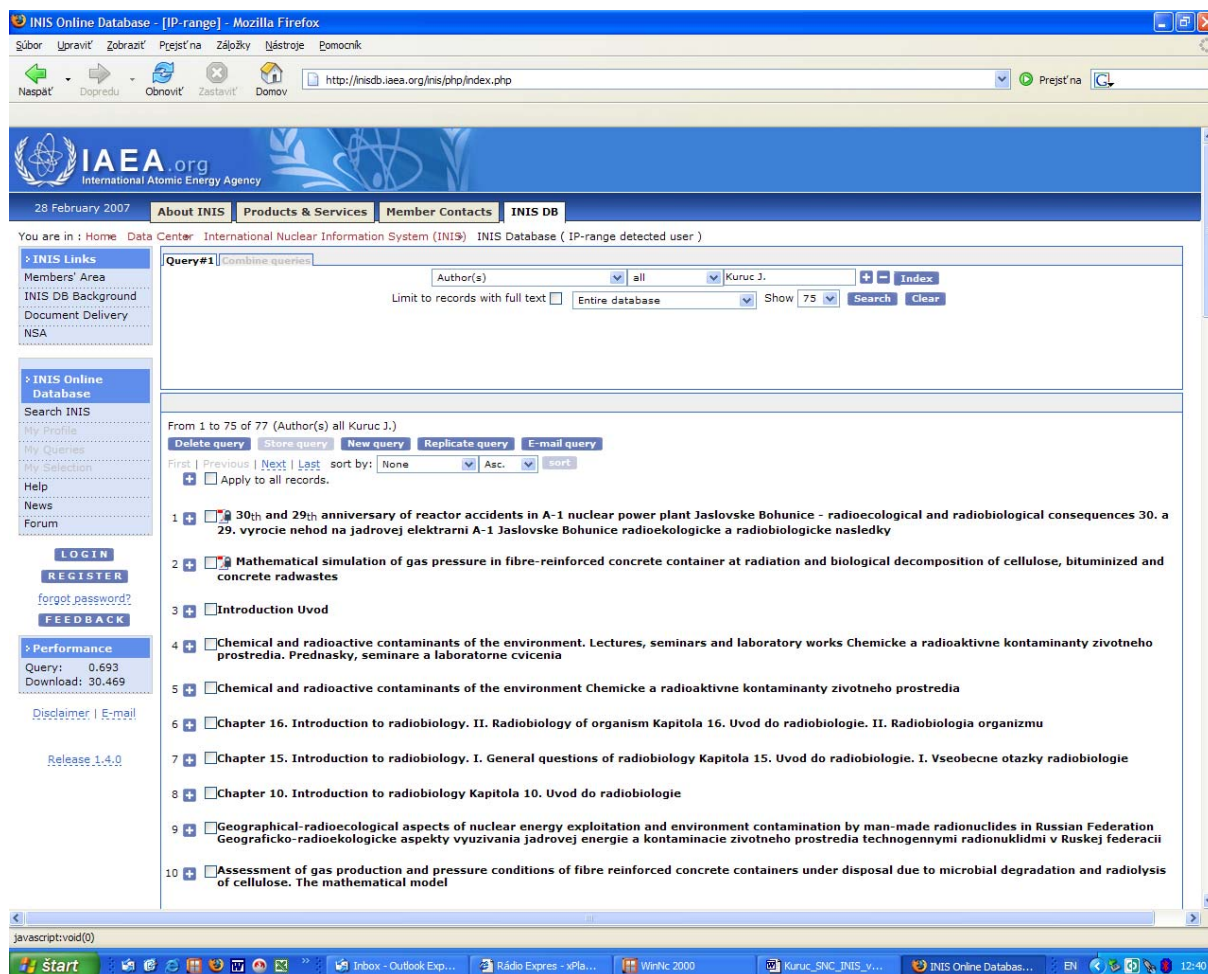 INIS Online Database - [IP-range] - Mozilla Firefox
Súbor Upraviť Zobraziť Prejsť na Záložky Nástroje Pomocník
Naspäť Dopredu Obnoviť Zastaviť Domov http://inisdb.iaea.org/inis/php/index.php Prejsť na
IAEA.org
International Atomic Energy Agency
28 February 2007 About INIS Products & Services Member Contacts INIS DB
You are in : Home Data Center International Nuclear Information System (INIS) INIS Database ( IP-range detected user )
INIS Links
Members' Area
INIS DB Background
Document Delivery
NSA
INIS Online
Database
Search INIS
My Profile
My Queries
My Selection
Help
News
Forum
LOGIN
REGISTER
forgot password?
FEEDBACK
Performance
Query: 0.693
Download: 30.469
Disclaimer | E-mail
Release 1.4.0
Query#1 Combine queries
Author(s) all Kuruc J. + - Index
Limit to records with full text Entire database Show 75 Search Clear
From 1 to 75 of 77 (Author(s) all Kuruc J.)
Delete query Store query New query Replicate query E-mail query
First | Previous | Next | Last sort by: None Asc. sort
Apply to all records.
1 30th and 29th anniversary of reactor accidents in A-1 nuclear power plant Jaslovske Bohunice - radioecological and radiobiological consequences 30. a
29. vyrocie nehod na jadrovej elektrarni A-1 Jaslovske Bohunice radioekologicke a radiobiologicke nasledky
2 Mathematical simulation of gas pressure in fibre-reinforced concrete container at radiation and biological decomposition of cellulose, bituminized and
concrete radwastes
3 Introduction Uvod
4 Chemical and radioactive contaminants of the environment. Lectures, seminars and laboratory works Chemicke a radioaktivne kontaminanty zivotneho
prostredia. Prednasky, seminare a laboratorne cvicenia
5 Chemical and radioactive contaminants of the environment Chemicke a radioaktivne kontaminanty zivotneho prostredia
6 Chapter 16. Introduction to radiobiology. II. Radiobiology of organism Kapitola 16. Uvod do radiobiologie. II. Radiobiologia organizmu
7 Chapter 15. Introduction to radiobiology. I. General questions of radiobiology Kapitola 15. Uvod do radiobiologie. I. Vseobecne otazky radiobiologie
8 Chapter 10. Introduction to radiobiology Kapitola 10. Uvod do radiobiologie
9 Geographical-radioecological aspects of nuclear energy exploitation and environment contamination by man-made radionuclides in Russian Federation
Geograficko-radioekologicke aspekty vyuzivania jadrovej energie a kontaminacie zivotneho prostredia technogennymi radionuklidmi v Ruskej federacii
10 Assessment of gas production and pressure conditions of fibre reinforced concrete containers under disposal due to microbial degradation and radiolysis
of cellulose. The mathematical model
javascript:void(0)
štart Inbox - Outlook Exp... Rádio Expres - xPla... WinNc 2000 Kuruc_SNC_INIS_v... INIS Online Databas... EN 12:40